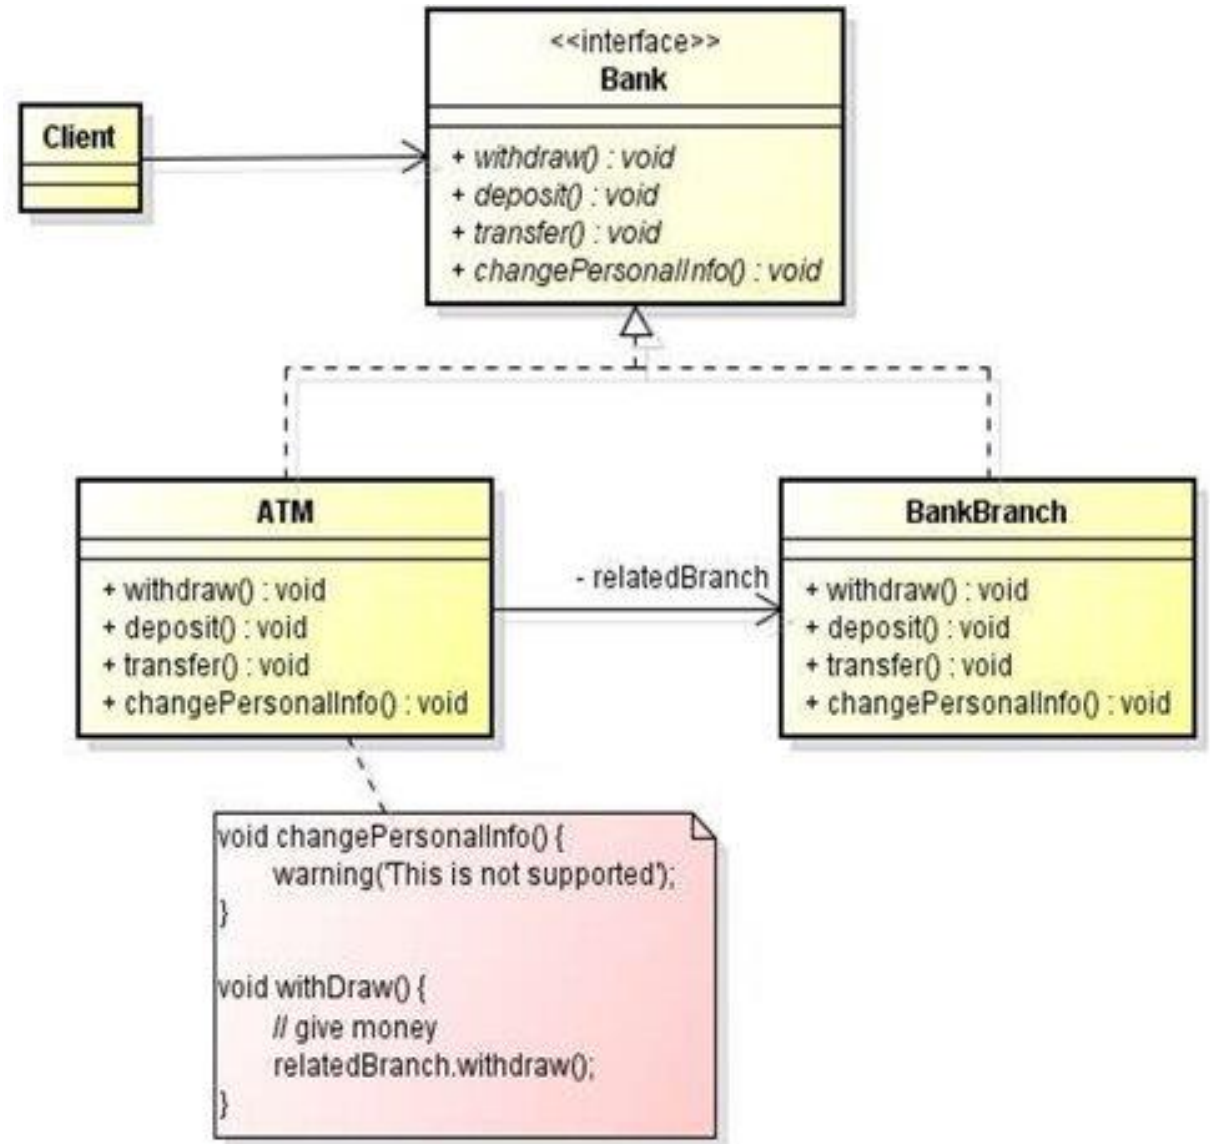 <<interface>>
Bank
+ withdraw() : void
+ deposit() : void
+ transfer() : void
+ changePersonalInfo() : void
Client
ATM
+ withdraw() : void
+ deposit() : void
+ transfer() : void
+ changePersonalInfo() : void
- relatedBranch
BankBranch
+ withdraw() : void
+ deposit() : void
+ transfer() : void
+ changePersonalInfo() : void
void changePersonalInfo() {
warning('This is not supported');
}
void withDraw() {
// give money
relatedBranch.withdraw();
}